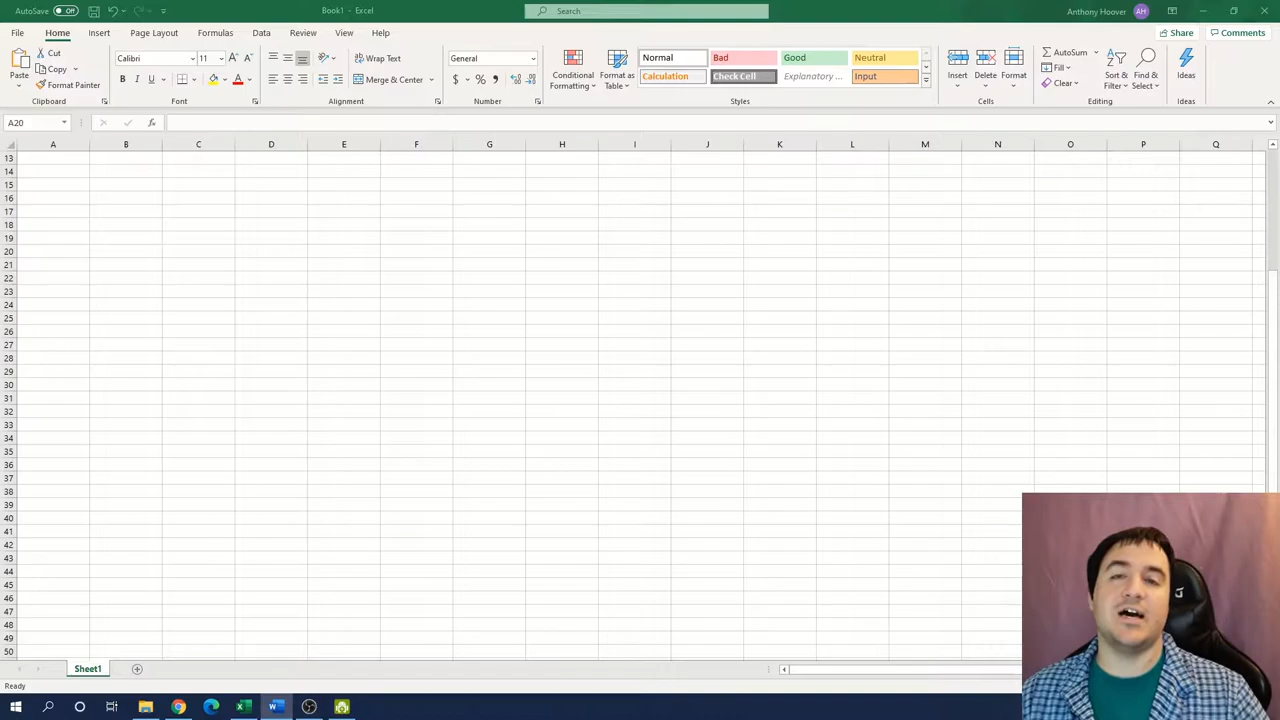 AutoSave Off Book1 - Excel Search Anthony Hoover AH
File Home Insert Page Layout Formulas Data Review View Help Share Comments
Paste Cut Copy Format Painter
Clipboard
Calibri 11 A A
B I U A
Font
ab Wrap Text
Merge & Center
Alignment
General
$ % ,
Number
Conditional Formatting
Format as Table
Normal Bad Good Neutral
Calculation Check Cell Explanatory ... Input
Styles
Insert Delete Format
Cells
AutoSum
Fill
Clear
Sort & Filter
Find & Select
Editing
Ideas
Ideas
A20 fx
A B C D E F G H I J K L M N O P Q
13
14
15
16
17
18
19
20
21
22
23
24
25
26
27
28
29
30
31
32
33
34
35
36
37
38
39
40
41
42
43
44
45
46
47
48
49
50
Sheet1
Ready